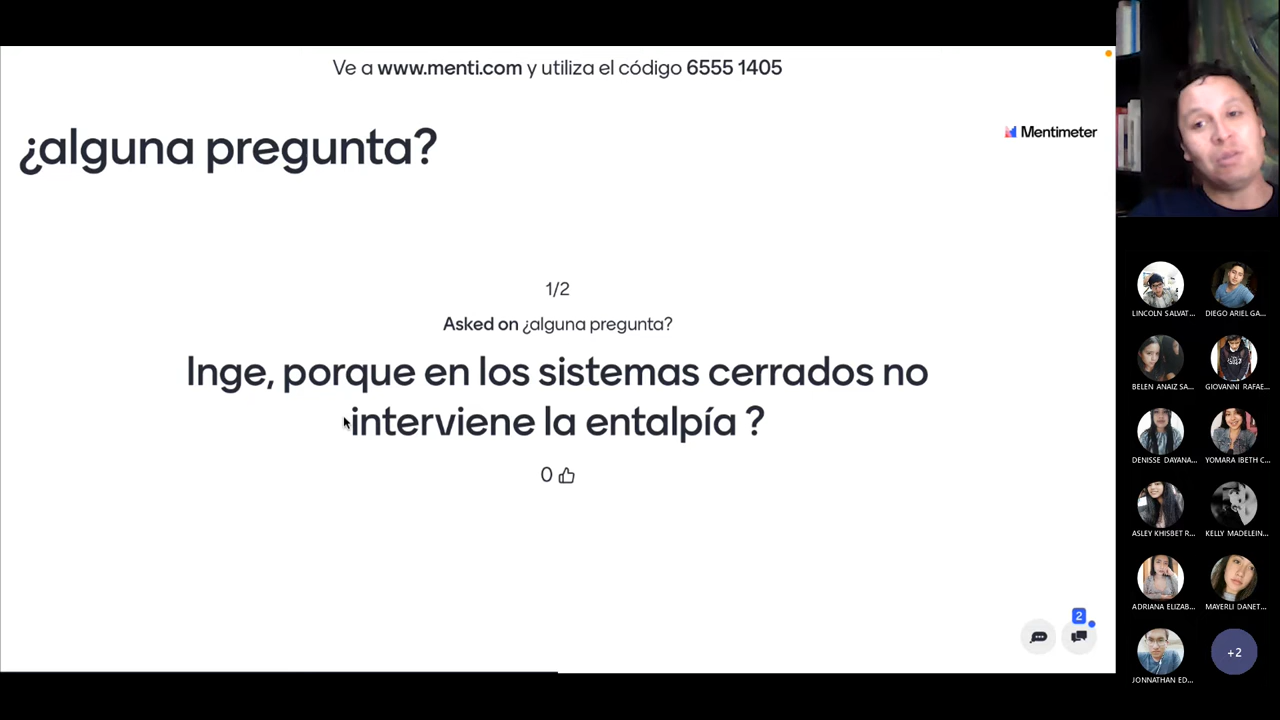 Ve a www.menti.com y utiliza el código 6555 1405
¿alguna pregunta?
Mentimeter
1/2
Asked on ¿alguna pregunta?
Inge, porque en los sistemas cerrados no
interviene la entalpía ?
0
2
LINCOLN SALVAT...
DIEGO ARIEL GA...
BELEN ANAIZ SA...
GIOVANNI RAFAE...
DENISSE DAYANA...
YOMARA IBETH C...
ASLEY KHISBET R...
KELLY MADELEIN...
ADRIANA ELIZAB...
MAYERLI DANET...
JONNATHAN ED...
+2